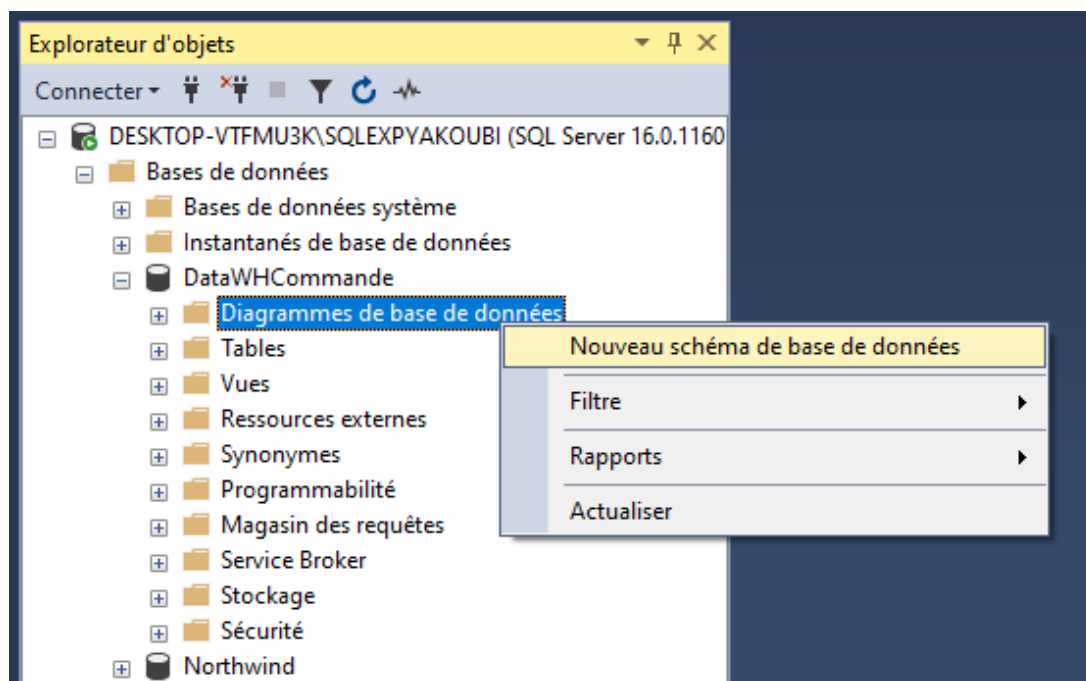 Explorateur d'objets
Connecter
DESKTOP-VTFMU3K\SQLEXPYAKOUBI (SQL Server 16.0.1160
Bases de données
Bases de données système
Instantanés de base de données
DataWHCommande
Diagrammes de base de données
Nouveau schéma de base de données
Tables
Vues
Filtre
Ressources externes
Synonymes
Rapports
Programmabilité
Magasin des requêtes
Actualiser
Service Broker
Stockage
Sécurité
Northwind